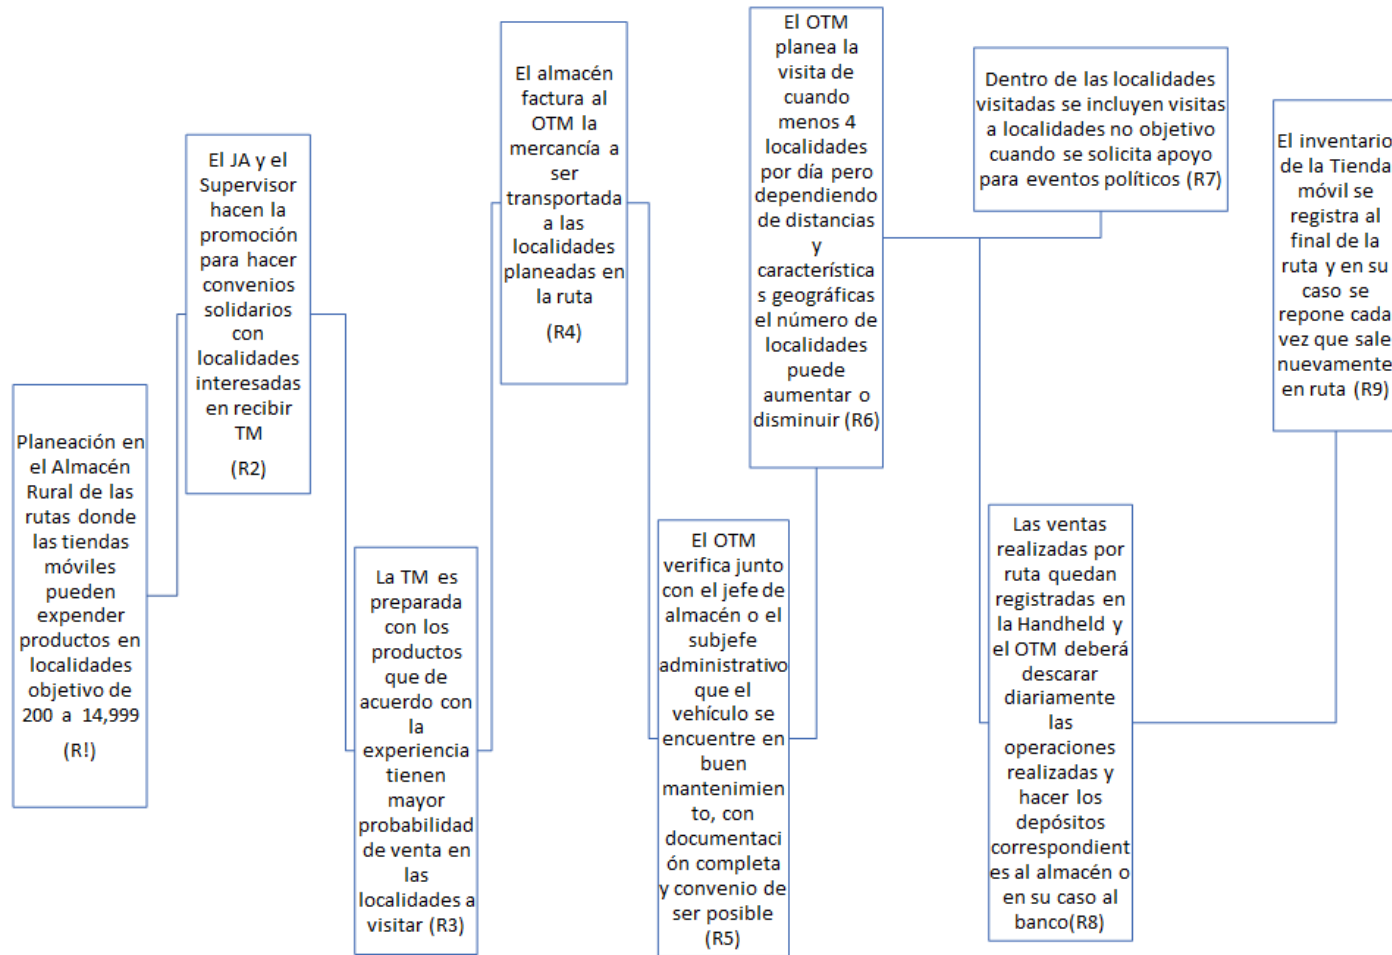 Planeación en
el Almacén
Rural de las
rutas donde
las tiendas
móviles
pueden
expender
productos en
localidades
objetivo de
200 a 14,999
(R!)
El JA y el
Supervisor
hacen la
promoción
para hacer
convenios
solidarios
con
localidades
interesadas
en recibir
TM
(R2)
La TM es
preparada
con los
productos
que de
acuerdo con
la
experiencia
tienen
mayor
probabilidad
de venta en
las
localidades a
visitar (R3)
El almacén
factura al
OTM la
mercancía a
ser
transportada
a las
localidades
planeadas en
la ruta
(R4)
El OTM
verifica junto
con el jefe de
almacén o el
subjefe
administrativo
que el
vehículo se
encuentre en
buen
mantenimien
to, con
documentaci
ón completa
y convenio de
ser posible
(R5)
El OTM
planea la
visita de
cuando
menos 4
localidades
por día pero
dependiendo
de distancias
y
característica
s geográficas
el número de
localidades
puede
aumentar o
disminuir (R6)
Dentro de las localidades
visitadas se incluyen visitas
a localidades no objetivo
cuando se solicita apoyo
para eventos políticos (R7)
Las ventas
realizadas por
ruta quedan
registradas en
la Handheld y
el OTM deberá
descarar
diariamente
las
operaciones
realizadas y
hacer los
depósitos
correspondient
es al almacén o
en su caso al
banco(R8)
El inventario
de la Tienda
móvil se
registra al
final de la
ruta y en su
caso se
repone cada
vez que sale
nuevamente
en ruta (R9)